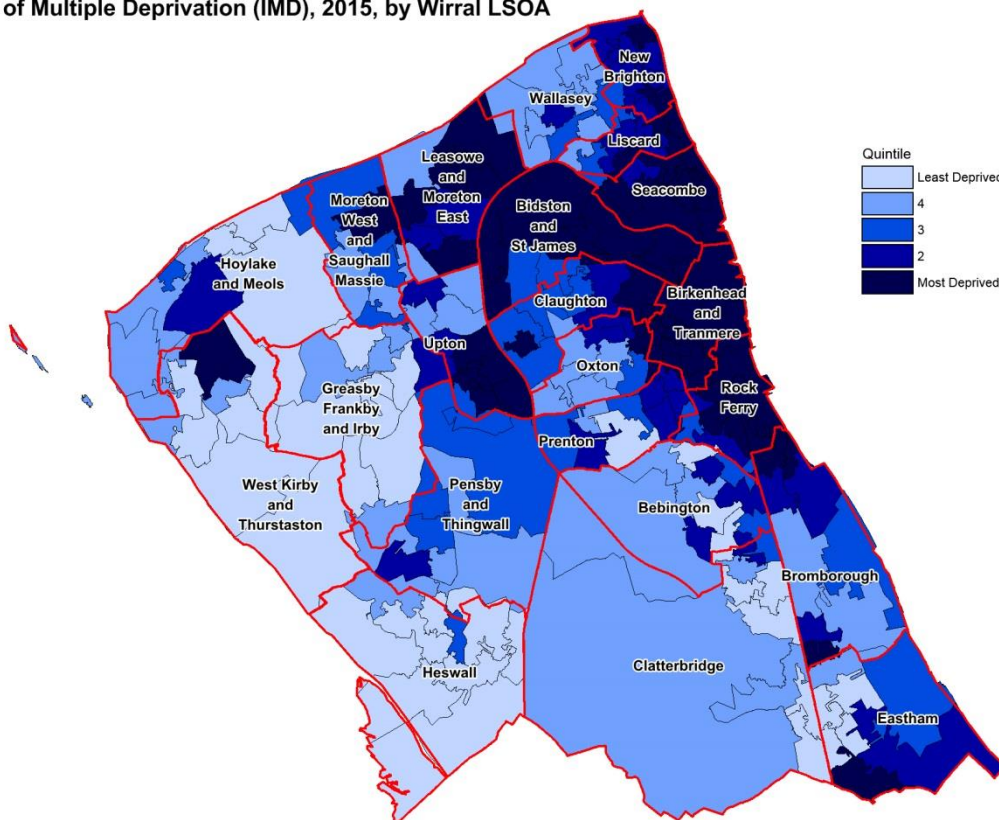 of Multiple Deprivation (IMD), 2015, by Wirral LSOA
New
Brighton
Wallasey
Liscard
Leasowe
and
Moreton
East
Seacombe
Quintile
Least Deprived
4
3
2
Most Deprived
Moreton
West
and
Saughall
Massie
Bidston
and
St James
Hoylake
and Meols
Claughton
Birkenhead
and
Tranmere
Upton
Oxton
Greasby
Frankby
and Irby
Rock
Ferry
Prenton
West Kirby
and
Thurstaston
Pensby
and
Thingwall
Bebington
Bromborough
Heswall
Clatterbridge
Eastham